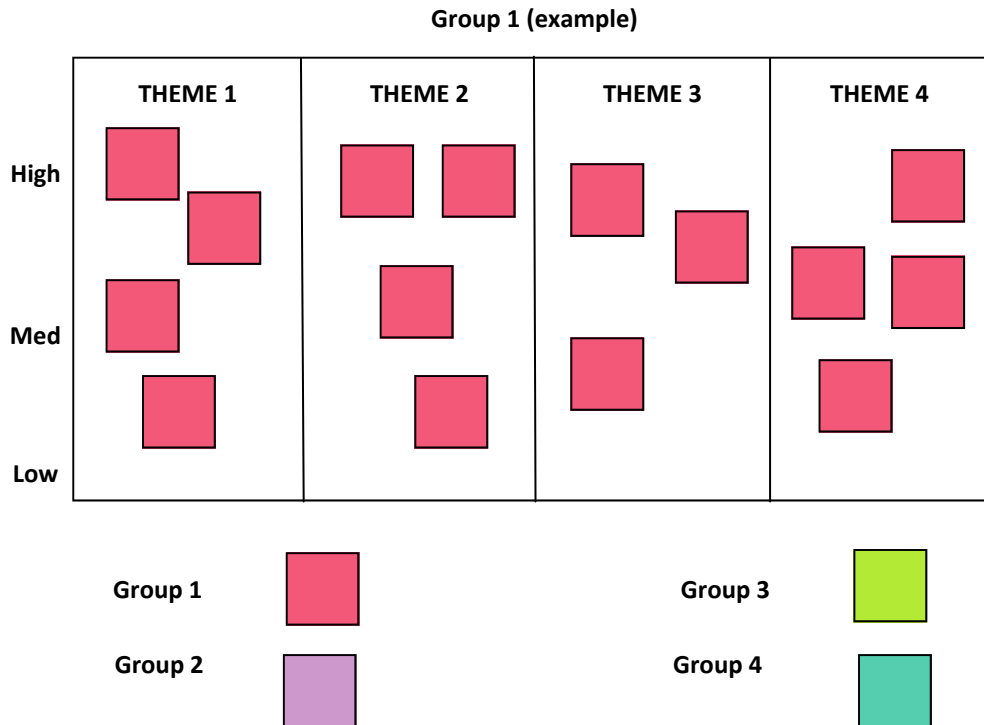 Group 1 (example)
THEME 1 THEME 2 THEME 3 THEME 4
High
Med
Low
Group 1 Group 3
Group 2 Group 4